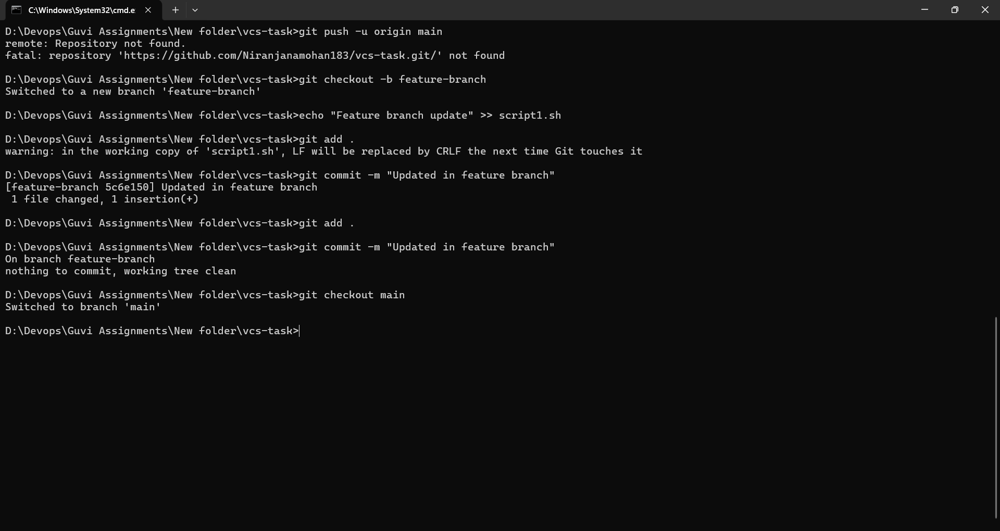 C:\Windows\System32\cmd.e
D:\Devops\Guvi Assignments\New folder\vcs-task>git push -u origin main
remote: Repository not found.
fatal: repository 'https://github.com/Niranjanamohan183/vcs-task.git/' not found
D:\Devops\Guvi Assignments\New folder\vcs-task>git checkout -b feature-branch
Switched to a new branch 'feature-branch'
D:\Devops\Guvi Assignments\New folder\vcs-task>echo "Feature branch update" >> script1.sh
D:\Devops\Guvi Assignments\New folder\vcs-task>git add .
warning: in the working copy of 'script1.sh', LF will be replaced by CRLF the next time Git touches it
D:\Devops\Guvi Assignments\New folder\vcs-task>git commit -m "Updated in feature branch"
[feature-branch 5c6e150] Updated in feature branch
 1 file changed, 1 insertion(+)
D:\Devops\Guvi Assignments\New folder\vcs-task>git add .
D:\Devops\Guvi Assignments\New folder\vcs-task>git commit -m "Updated in feature branch"
On branch feature-branch
nothing to commit, working tree clean
D:\Devops\Guvi Assignments\New folder\vcs-task>git checkout main
Switched to branch 'main'
D:\Devops\Guvi Assignments\New folder\vcs-task>